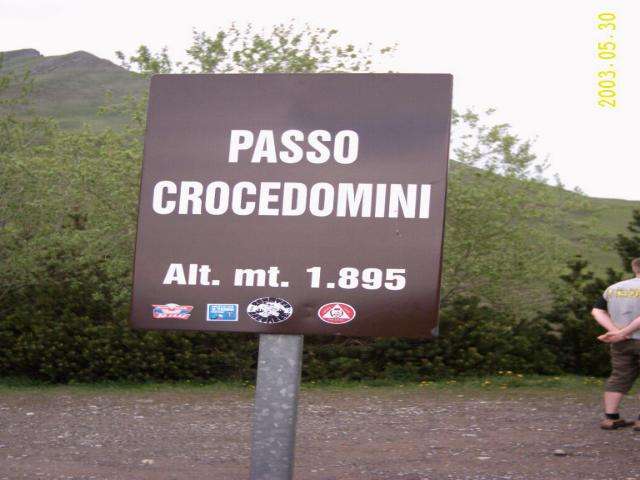 2003.05.30
PASSO
CROCEDOMINI
Alt. mt. 1.895